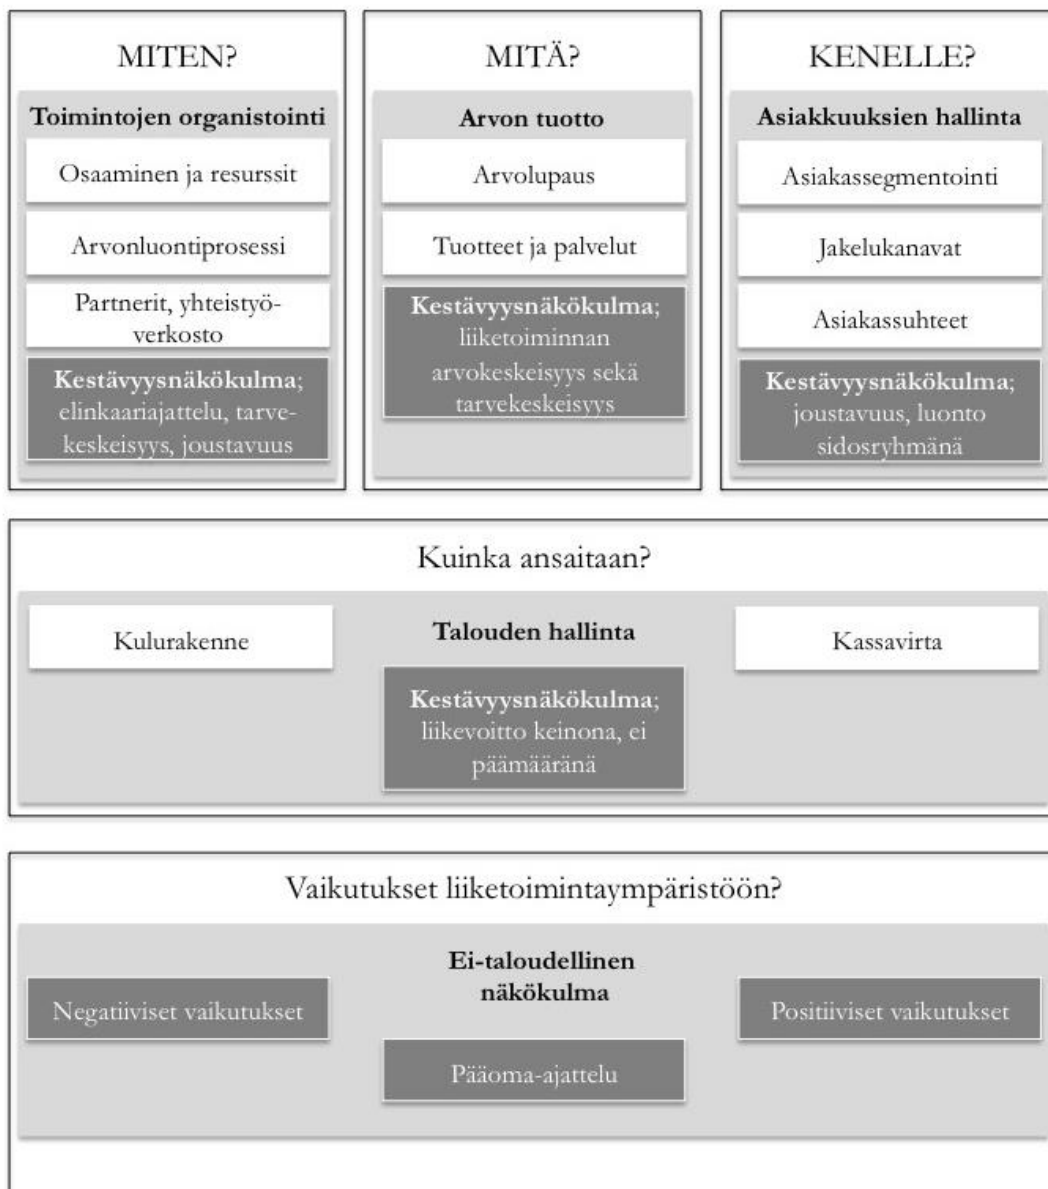 MITEN?
Toimintojen organistointi
Osaaminen ja resurssit
Arvonluontiprosessi
Partnerit, yhteistyö-
verkosto
Kestävyysnäkökulma;
elinkaariajattelu, tarve-
keskeisyys, joustavuus
MITÄ?
Arvon tuotto
Arvolupaus
Tuotteet ja palvelut
Kestävyysnäkökulma;
liiketoiminnan
arvokeskeisyys sekä
tarvekeskeisyys
KENELLE?
Asiakkuuksien hallinta
Asiakassegmentointi
Jakelukanavat
Asiakassuhteet
Kestävyysnäkökulma;
joustavuus, luonto
sidosryhmänä
Kuinka ansaitaan?
Kulurakenne
Talouden hallinta
Kestävyysnäkökulma;
liikevoitto keinona, ei
päämääränä
Kassavirta
Vaikutukset liiketoimintaympäristöön?
Negatiiviset vaikutukset
Ei-taloudellinen
näkökulma
Pääoma-ajattelu
Positiiviset vaikutukset